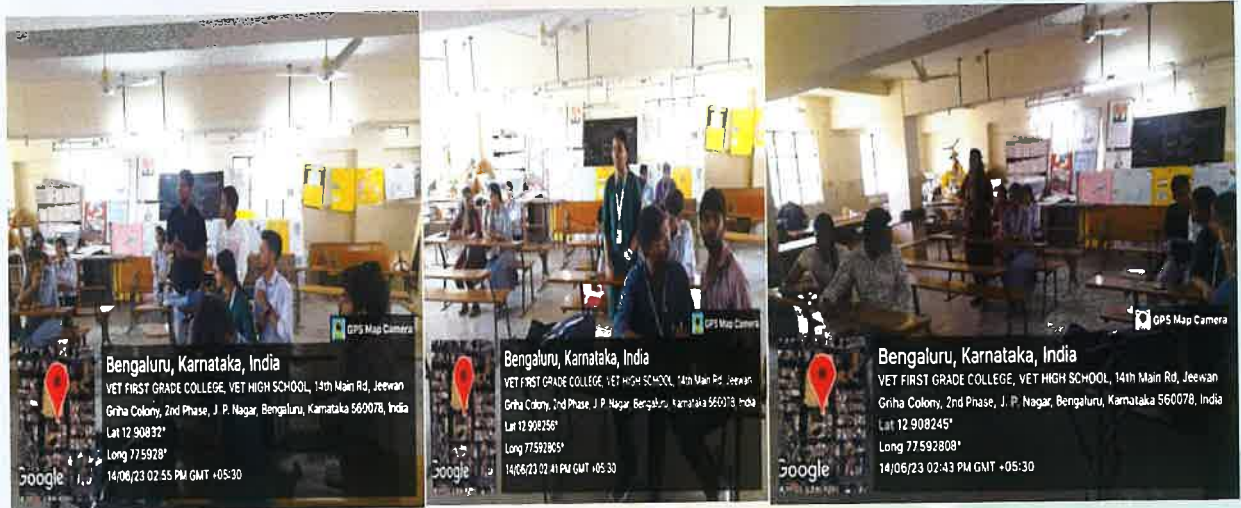 GPS Map Camera
Bengaluru, Karnataka, India
VET FIRST GRADE COLLEGE, VET HIGH SCHOOL, 14th Main Rd, Jeewan
Griha Colony, 2nd Phase, J. P. Nagar, Bengaluru, Karnataka 560078, India
Lat 12.90832°
Long 77.5928°
14/06/23 02:55 PM GMT +05:30
Google
GPS Map Camera
Bengaluru, Karnataka, India
VET FIRST GRADE COLLEGE, VET HIGH SCHOOL, 14th Main Rd, Jeewan
Griha Colony, 2nd Phase, J. P. Nagar, Bengaluru, Karnataka 560078, India
Lat 12.908256°
Long 77.592805°
14/06/23 02:41 PM GMT +05:30
Google
GPS Map Camera
Bengaluru, Karnataka, India
VET FIRST GRADE COLLEGE, VET HIGH SCHOOL, 14th Main Rd, Jeewan
Griha Colony, 2nd Phase, J. P. Nagar, Bengaluru, Karnataka 560078, India
Lat 12.908245°
Long 77.592808°
14/06/23 02:43 PM GMT +05:30
Google